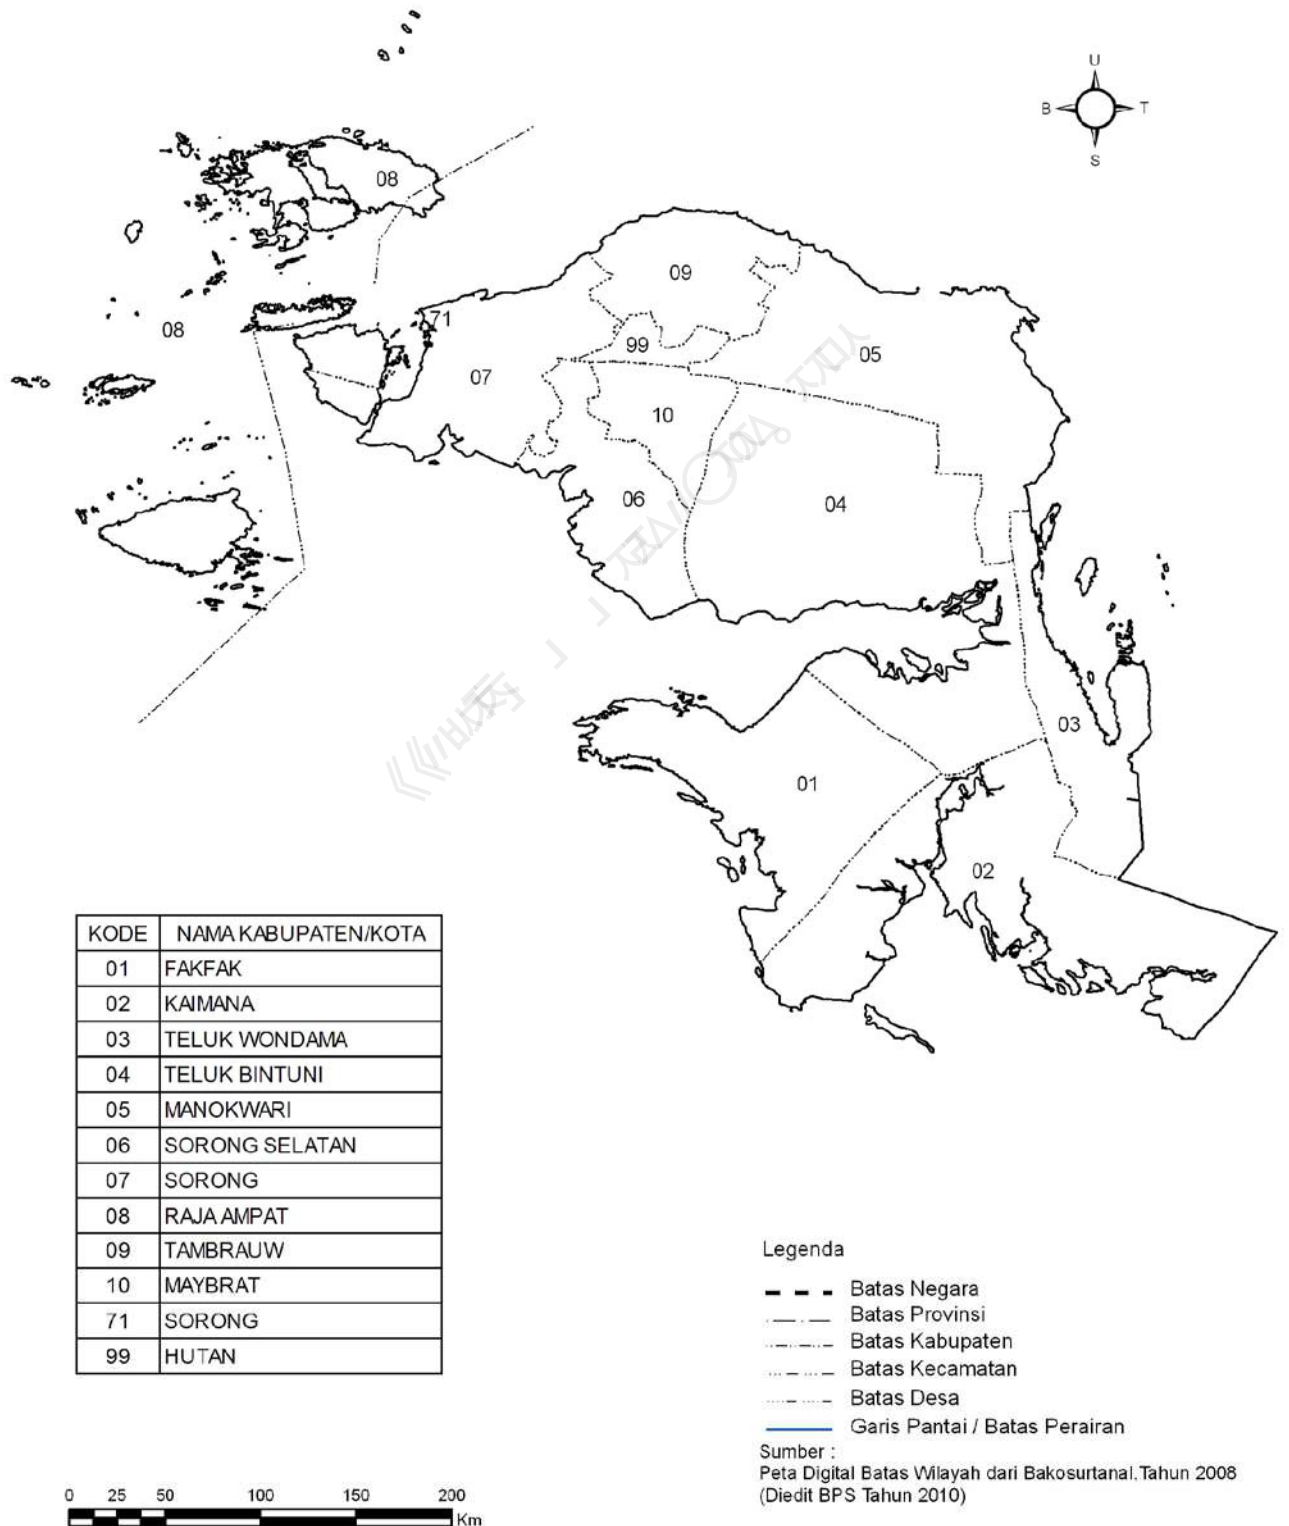 U
B T
S
08
09
71
08
99
05
07
10
06
04
03
01
02
KODE NAMA KABUPATEN/KOTA
01 FAKFAK
02 KAIMANA
03 TELUK WONDAMA
04 TELUK BINTUNI
05 MANOKWARI
06 SORONG SELATAN
07 SORONG
08 RAJA AMPAT
09 TAMBRAUW
10 MAYBRAT
71 SORONG
99 HUTAN
Legenda
Batas Negara
Batas Provinsi
Batas Kabupaten
Batas Kecamatan
Batas Desa
Garis Pantai / Batas Perairan
Sumber :
Peta Digital Batas Wilayah dari Bakosurtanal, Tahun 2008
(Diedit BPS Tahun 2010)
0 25 50 100 150 200
Km